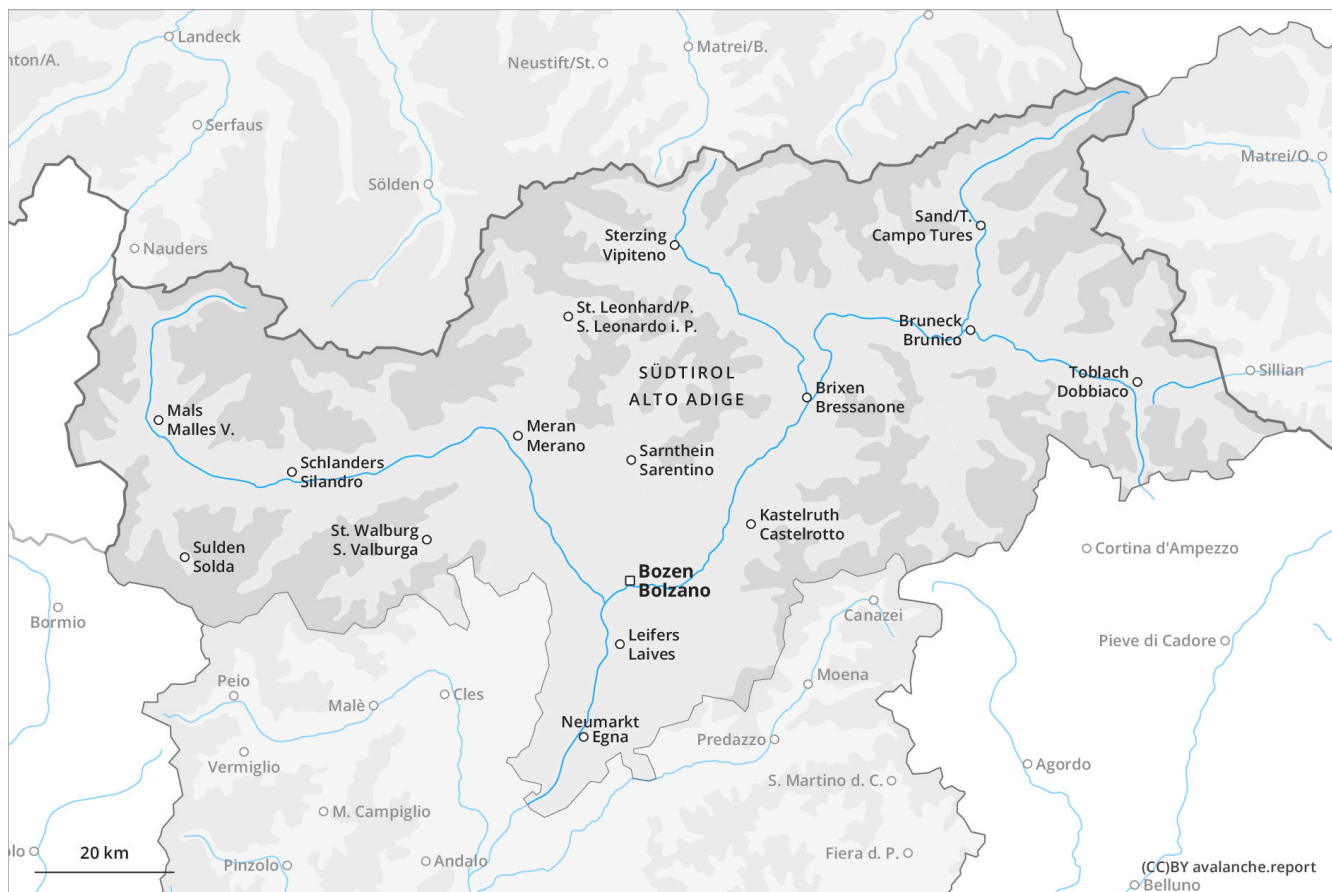 Landeck
nton/A.
Matrei/B.
Neustift/St.
Serfaus
Matrei/O.
Sölden
Sand/T.
Campo Tures
Sterzing
Vipiteno
Nauders
St. Leonhard/P.
S. Leonardo i. P.
Bruneck
Brunico
SÜDTIROL
ALTO ADIGE
Toblach
Dobbiaco
Sillian
Brixen
Bressanone
Mals
Malles V.
Meran
Merano
Sarnthein
Sarentino
Schlanders
Silandro
Kastelruth
Castelrotto
St. Walburg
S. Valburga
Sulden
Solda
Cortina d'Ampezzo
Bozen
Bolzano
Bormio
Canazei
Leifers
Laives
Pieve di Cadore
Peio
Malè
Cles
Moena
Neumarkt
Egna
Predazzo
Vermiglio
Agordo
S. Martino d. C.
M. Campiglio
olo
20 km
Pinzolo
Andalo
Fiera d. P.
(CC)BY avalanche.report
Belluno